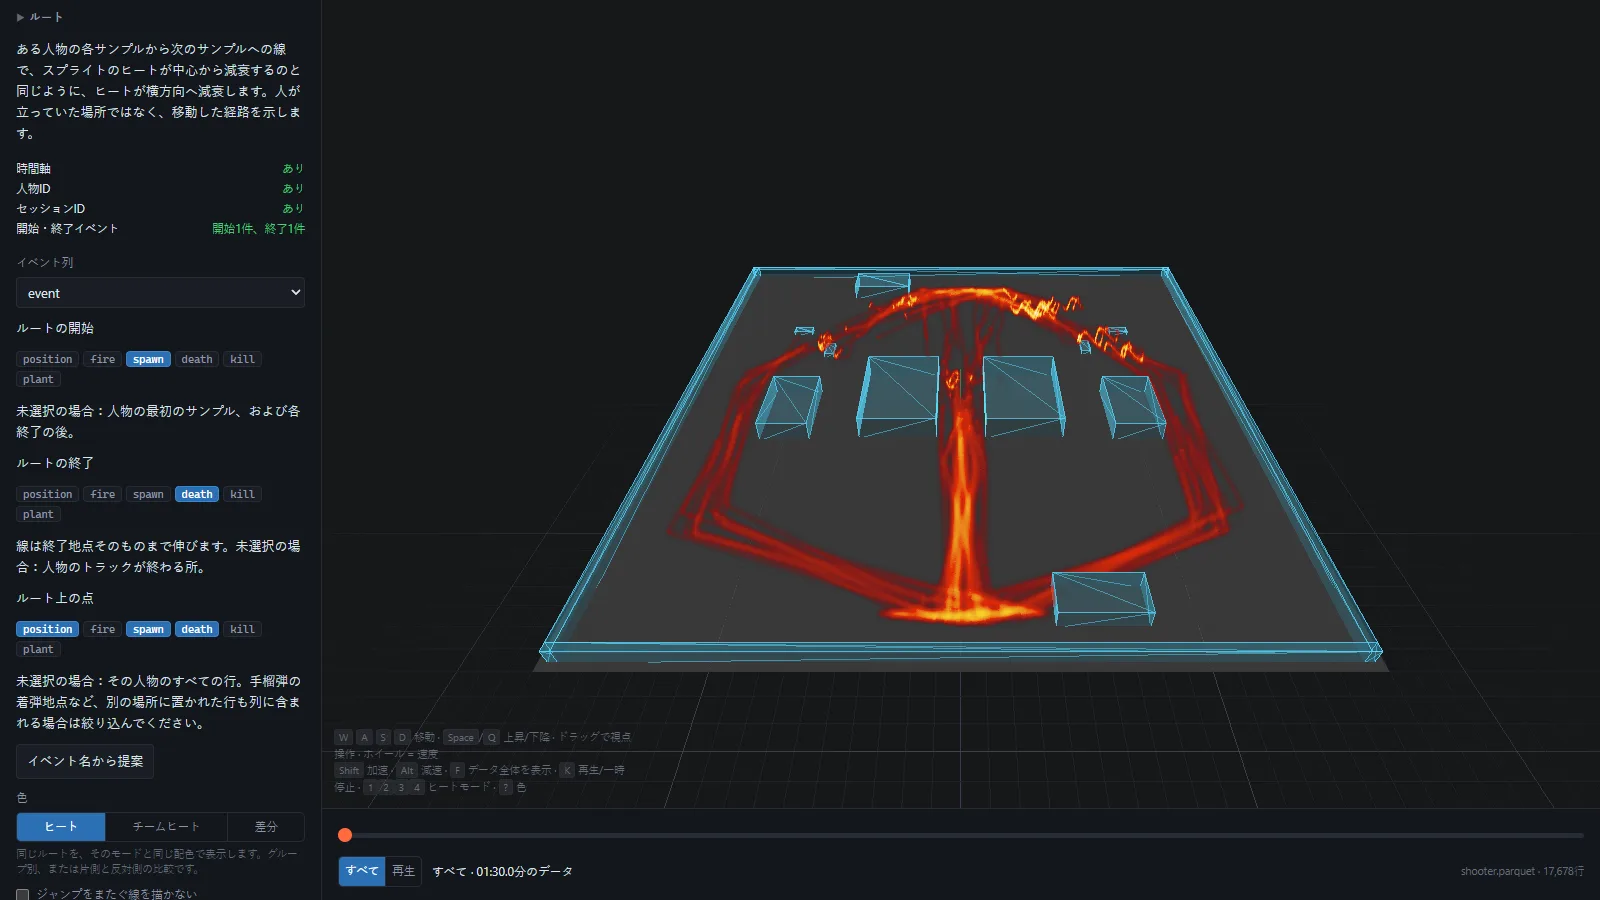 ▶ ルート
ある人物の各サンプルから次のサンプルへの線
で、スプライトのヒートが中心から減衰するのと
同じように、ヒートが横方向へ減衰します。人が
立っていた場所ではなく、移動した経路を示しま
す。
時間軸 あり
人物ID あり
セッションID あり
開始・終了イベント 開始1件、終了1件
イベント列
event
ルートの開始
position fire spawn death kill
plant
未選択の場合：人物の最初のサンプル、および各
終了の後。
ルートの終了
position fire spawn death kill
plant
線は終了地点そのものまで伸びます。未選択の場
合：人物のトラックが終わる所。
ルート上の点
position fire spawn death kill
plant
未選択の場合：その人物のすべての行。手榴弾の
着弾地点など、別の場所に置かれた行も列に含ま
れる場合は絞り込んでください。
イベント名から提案
色
ヒート チームヒート 差分
同じルートを、そのモードと同じ配色で表示します。グルー
プ別、または片側と反対側の比較です。
ジャンプをまたぐ線を描かない
W A S D 移動 · Space / Q 上昇/下降 · ドラッグで視点
操作 · ホイール = 速度
Shift 加速 / Alt 減速 · F データ全体を表示 · K 再生/一時
停止 · 1 2 3 4 ヒートモード · ? 色
すべて 再生 すべて · 01:30.0分のデータ
shooter.parquet · 17,678行